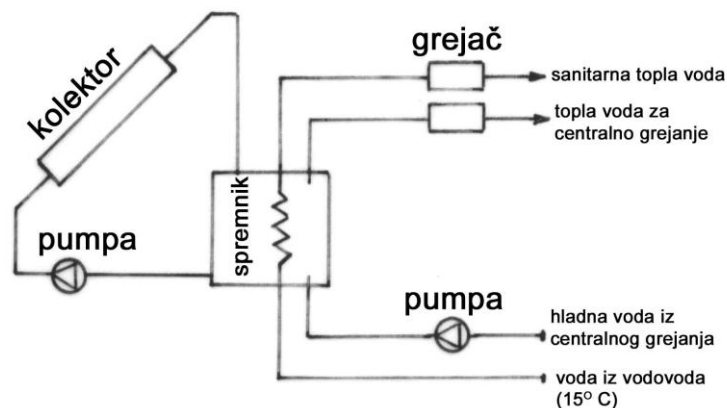 grejač
sanitarna topla voda
topla voda za
centralno grejanje
kolektor
spremnik
pumpa
pumpa
hladna voda iz
centralnog grejanja
voda iz vodovoda
(15º C)